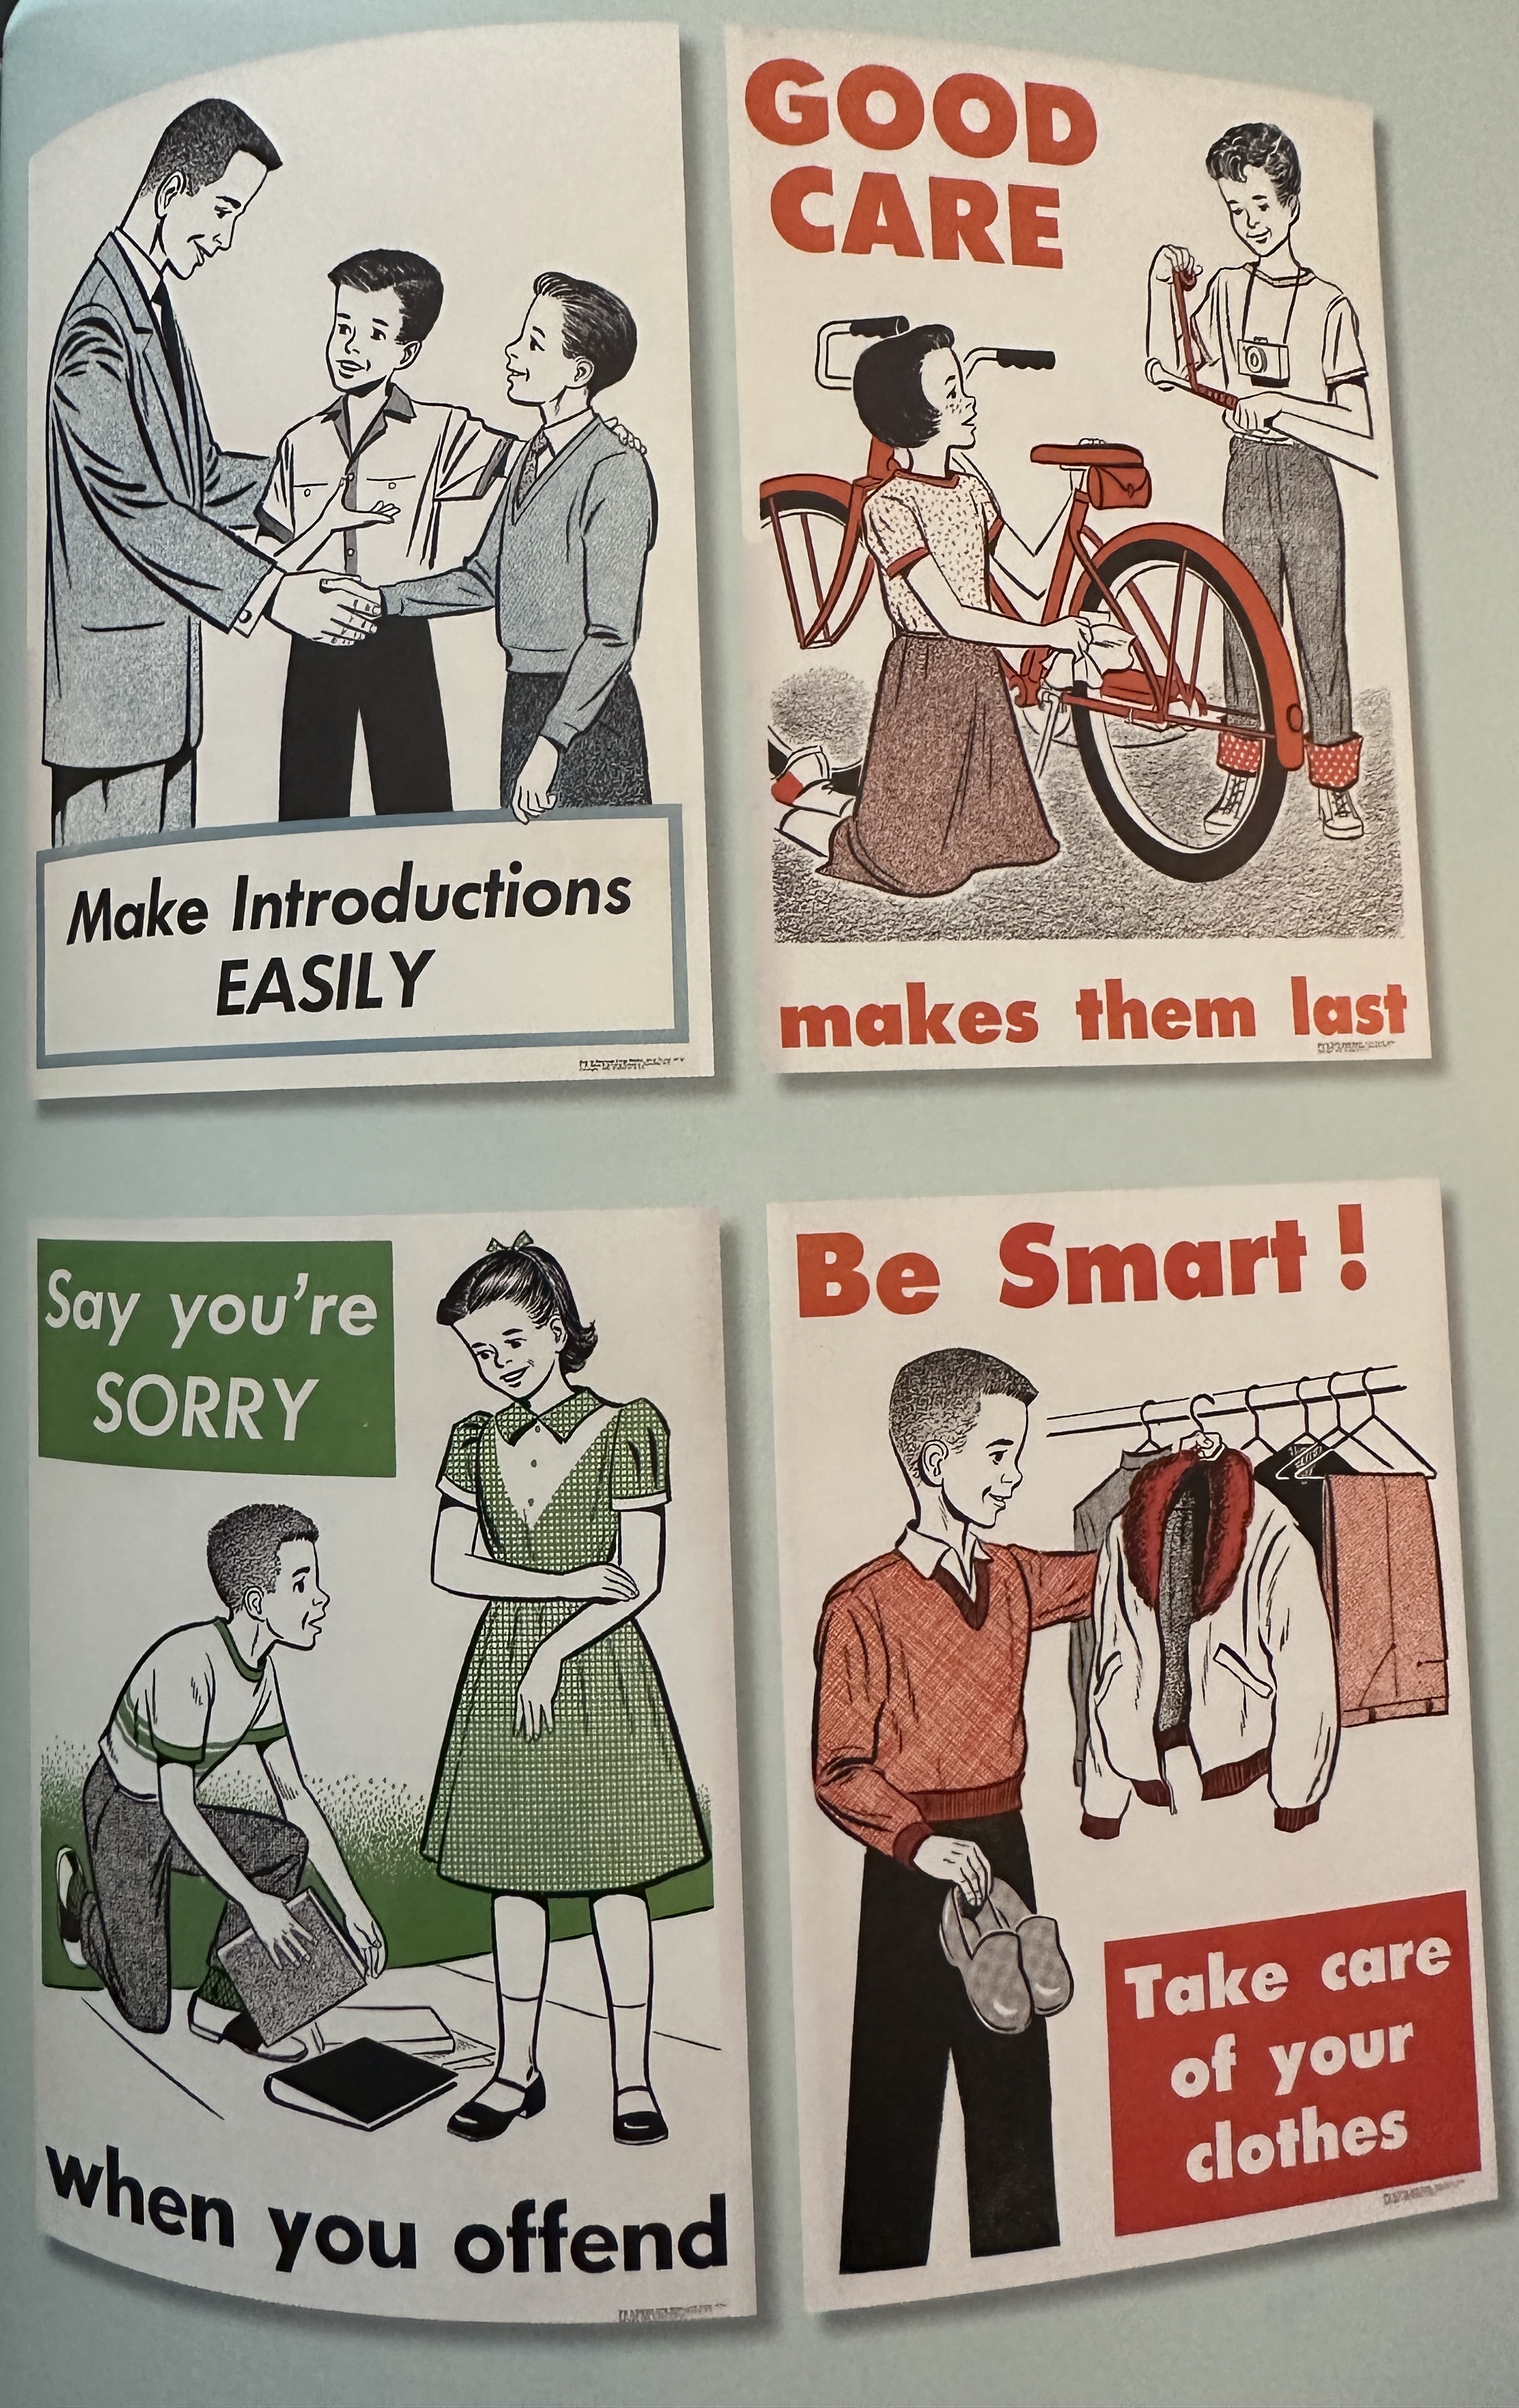 Make Introductions
EASILY
GOOD
CARE
makes them last
Say you're
SORRY
when you offend
Be Smart!
Take care
of your
clothes